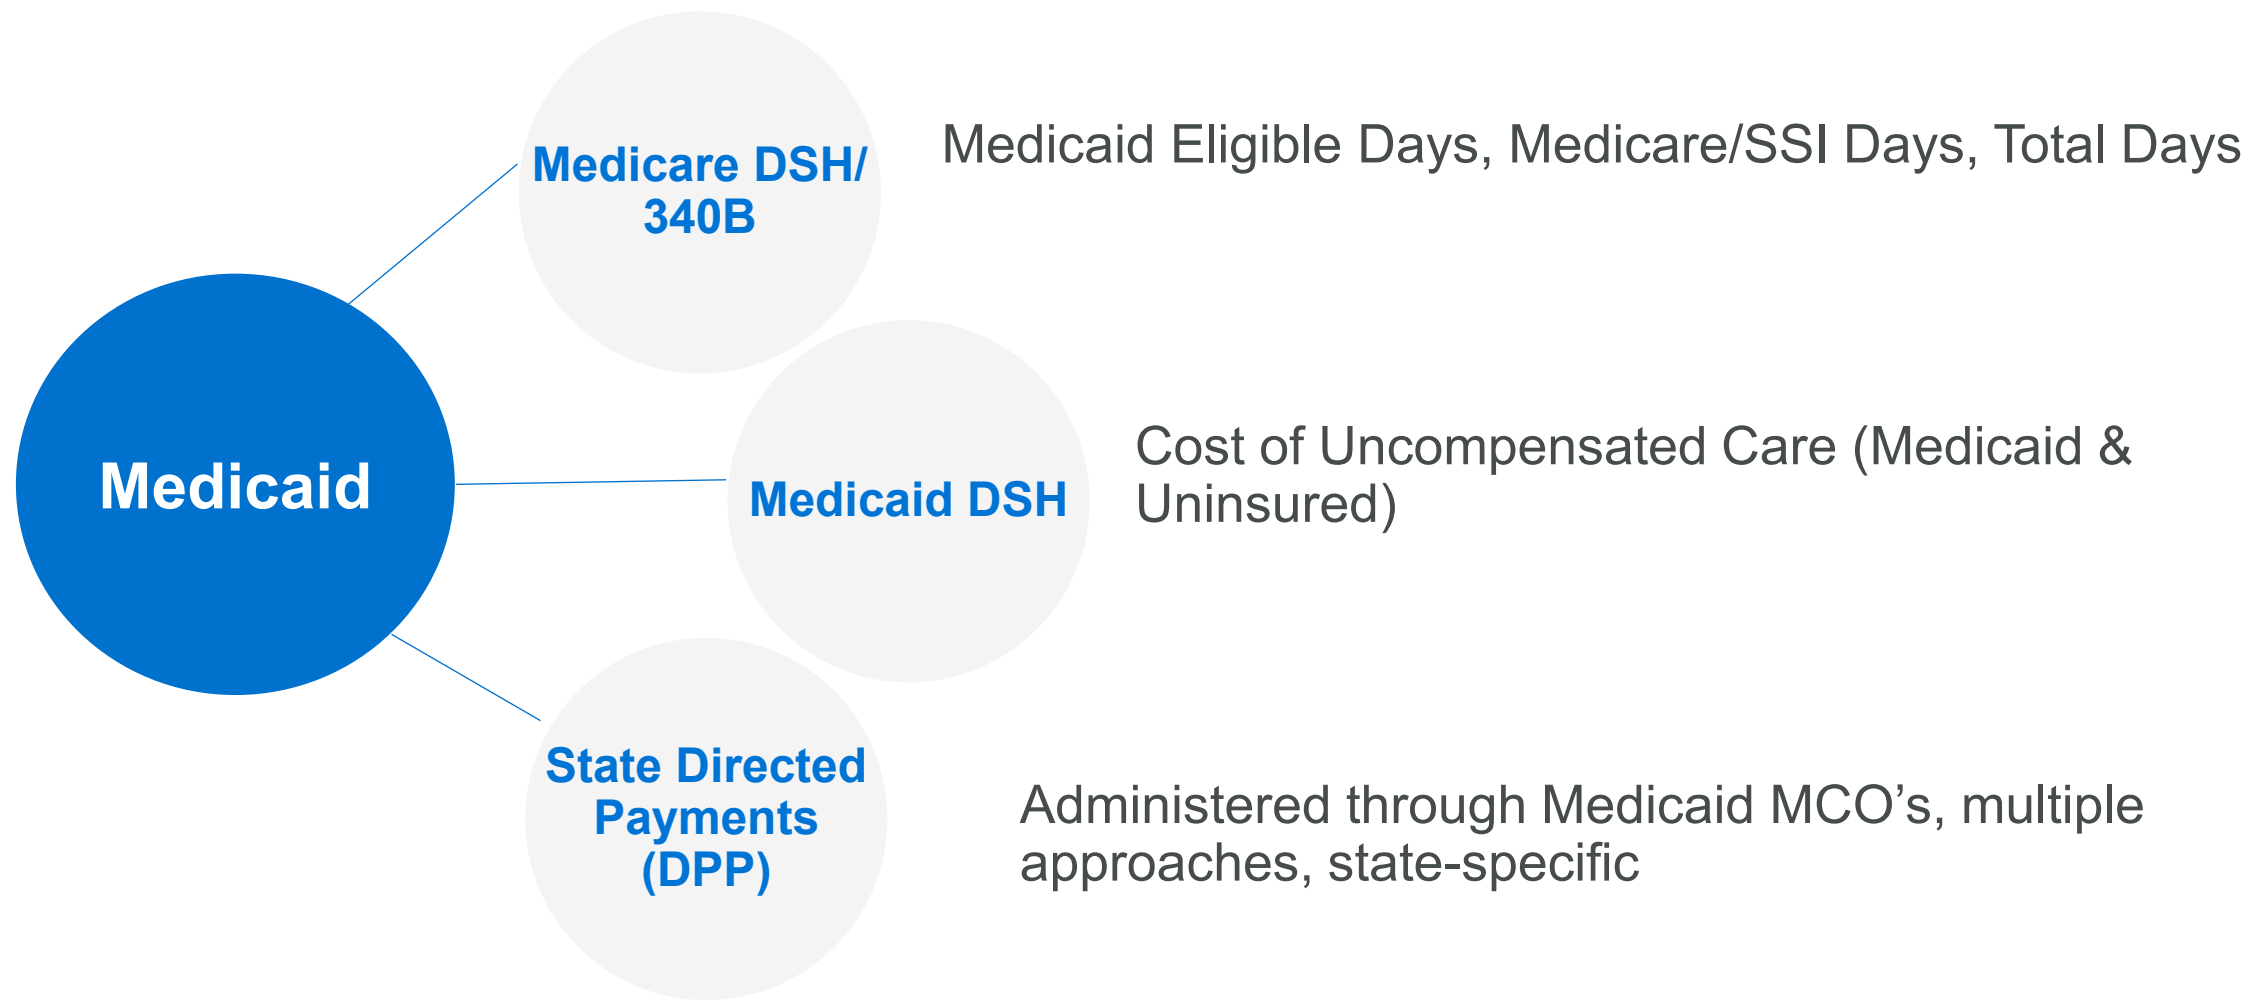 Medicare DSH/
340B
Medicaid Eligible Days, Medicare/SSI Days, Total Days
Medicaid
Medicaid DSH
Cost of Uncompensated Care (Medicaid &
Uninsured)
State Directed
Payments
(DPP)
Administered through Medicaid MCO’s, multiple
approaches, state-specific